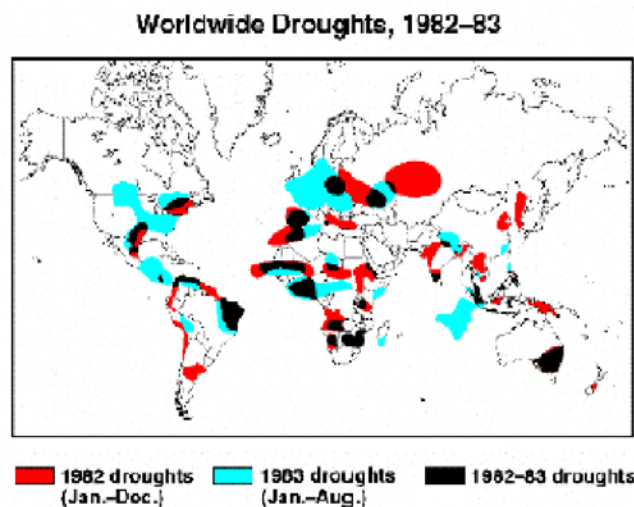 Worldwide Droughts, 1982–83
1982 droughts
(Jan.–Dec.)
1983 droughts
(Jan.–Aug.)
1982–83 droughts